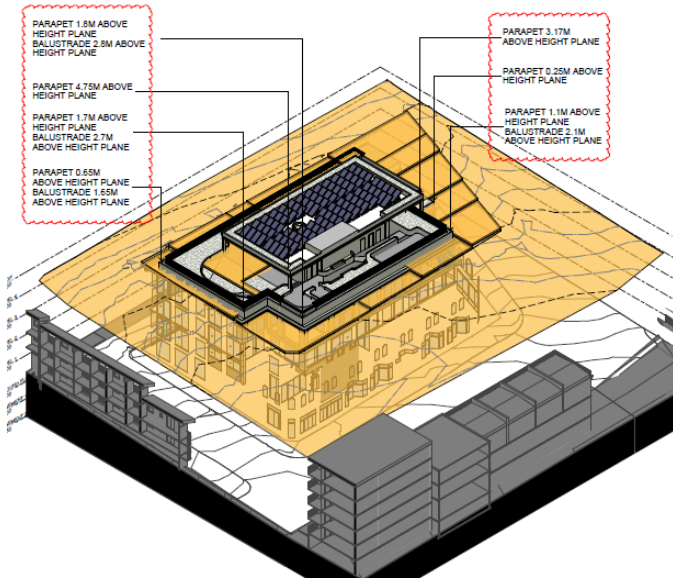 PARAPET 1.8M ABOVE
HEIGHT PLANE
BALUSTRADE 2.8M ABOVE
HEIGHT PLANE
PARAPET 4.75M ABOVE
HEIGHT PLANE
PARAPET 1.7M ABOVE
HEIGHT PLANE
BALUSTRADE 2.7M
ABOVE HEIGHT PLANE
PARAPET 0.65M
ABOVE HEIGHT PLANE
BALUSTRADE 1.65M
ABOVE HEIGHT PLANE
PARAPET 3.17M
ABOVE HEIGHT PLANE
PARAPET 0.25M ABOVE
HEIGHT PLANE
PARAPET 1.1M ABOVE
HEIGHT PLANE
BALUSTRADE 2.1M
ABOVE HEIGHT PLANE